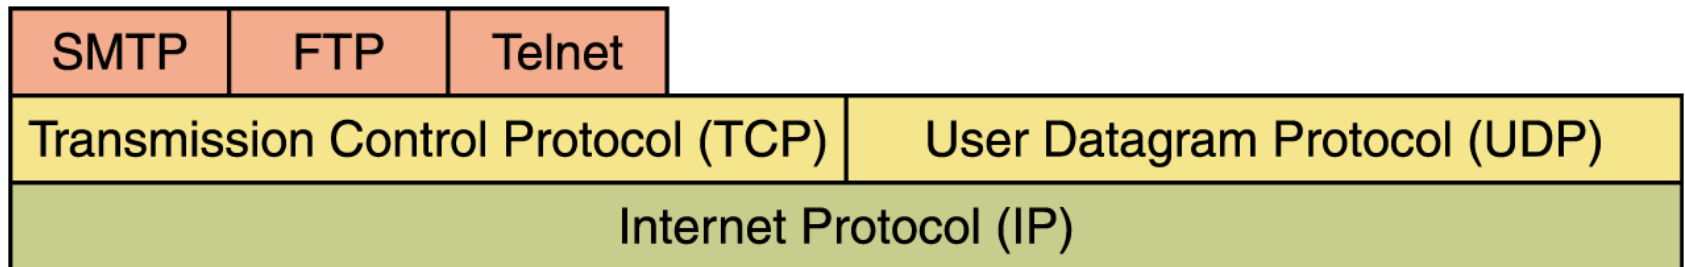 SMTP FTP Telnet
Transmission Control Protocol (TCP) User Datagram Protocol (UDP)
Internet Protocol (IP)